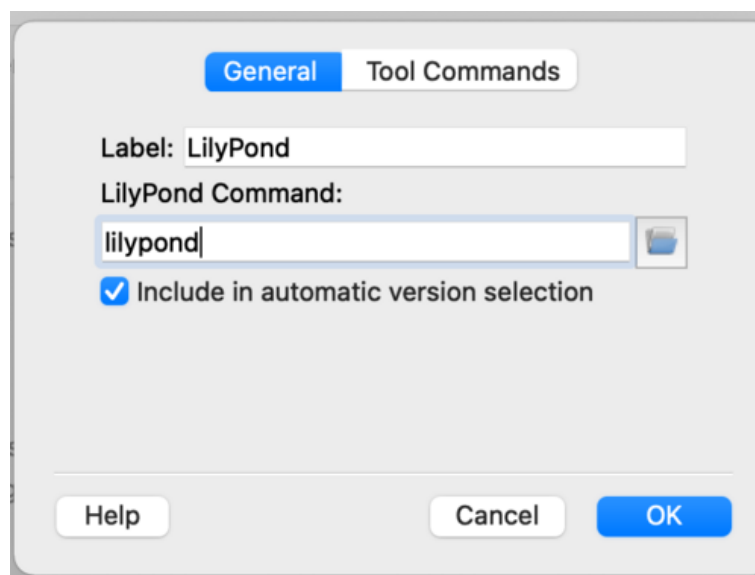 General Tool Commands
Label: LilyPond
LilyPond Command:
lilypond
Include in automatic version selection
Help Cancel OK